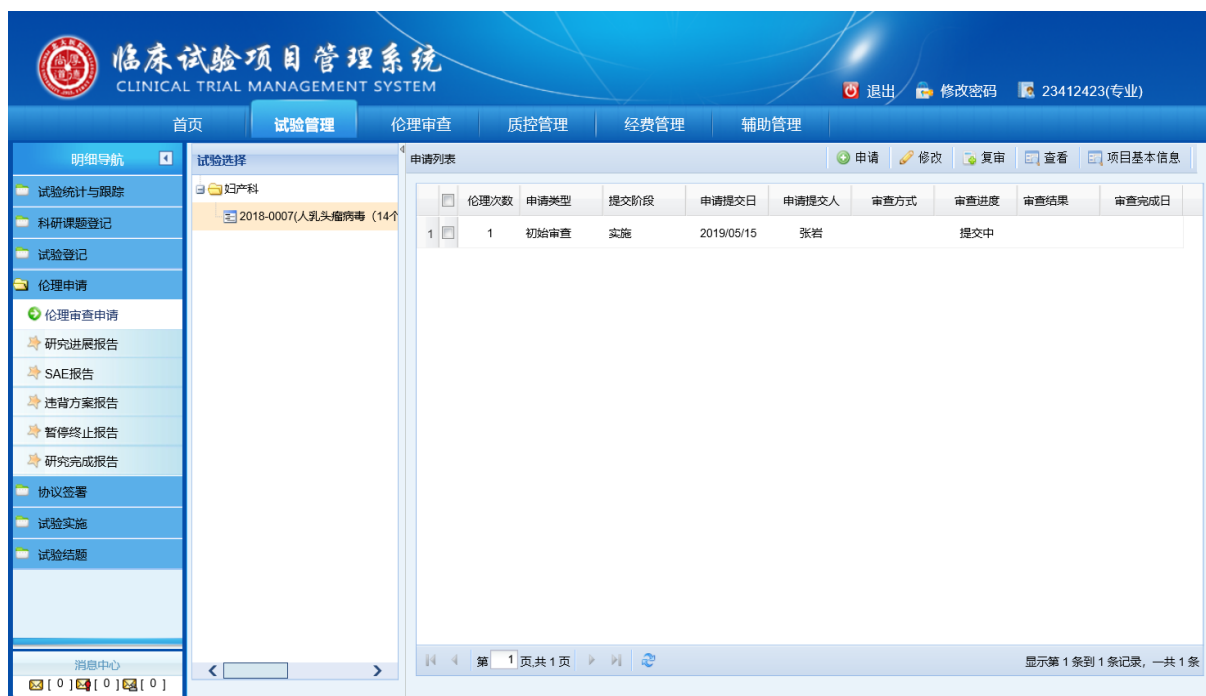 临床试验项目管理系统
CLINICAL TRIAL MANAGEMENT SYSTEM
退出 修改密码 23412423(专业)
首页 试验管理 伦理审查 质控管理 经费管理 辅助管理
明细导航 试验选择 申请列表 申请 修改 复审 查看 项目基本信息
试验统计与跟踪
科研课题登记
试验登记
伦理申请
伦理审查申请
研究进展报告
SAE报告
违背方案报告
暂停终止报告
研究完成报告
协议签署
试验实施
试验结题
妇产科
2018-0007(人乳头瘤病毒（14个
伦理次数 申请类型 提交阶段 申请提交日 申请提交人 审查方式 审查进度 审查结果 审查完成日
1 1 初始审查 实施 2019/05/15 张岩 提交中
第 1 页,共 1 页 显示第 1 条到 1 条记录，一共 1 条
消息中心
[ 0 ] [ 0 ] [ 0 ]